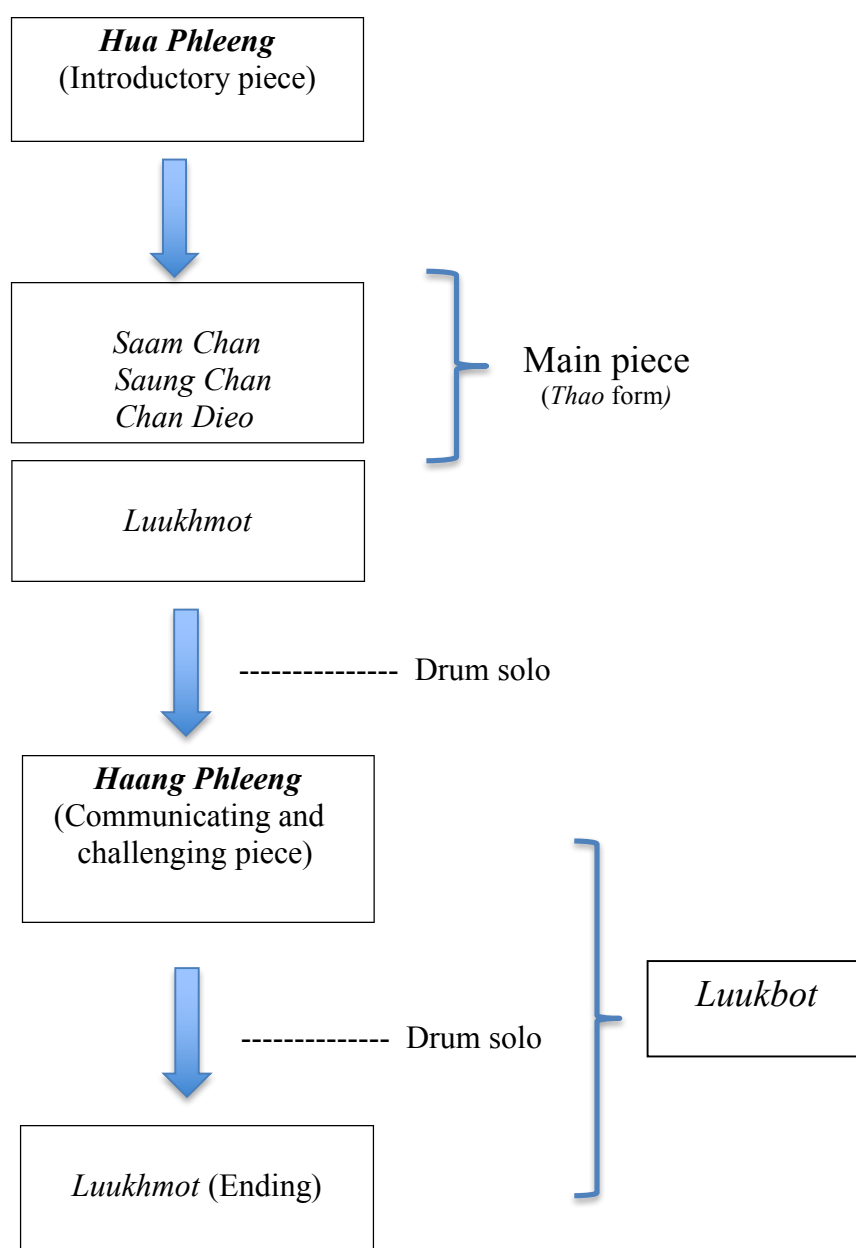 Hua Phleeng
(Introductory piece)
Saam Chan
Saung Chan
Chan Dieo
Main piece
(Thao form)
Luukhmot
--------------- Drum solo
Haang Phleeng
(Communicating and
challenging piece)
Luukbot
-------------- Drum solo
Luukhmot (Ending)